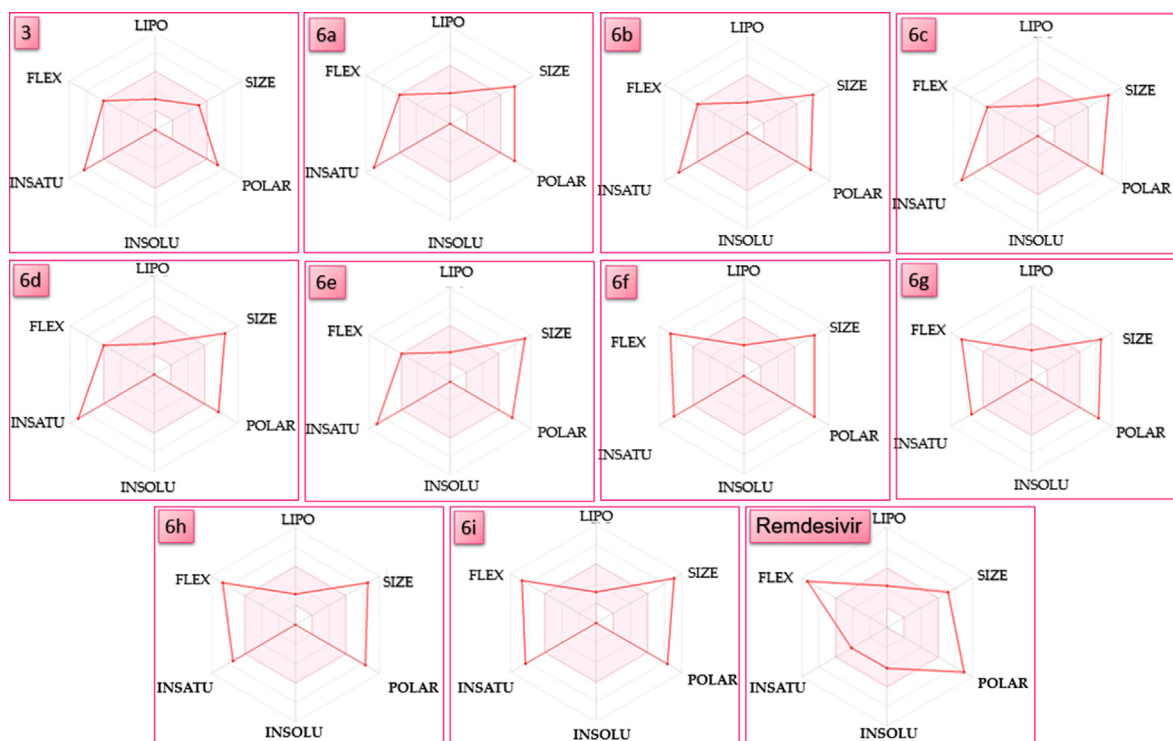 3
LIPO
FLEX
SIZE
INSATU
POLAR
INSOLU
6a
LIPO
FLEX
SIZE
INSATU
POLAR
INSOLU
6b
LIPO
FLEX
SIZE
INSATU
POLAR
INSOLU
6c
LIPO
FLEX
SIZE
INSATU
POLAR
INSOLU
6d
LIPO
FLEX
SIZE
INSATU
POLAR
INSOLU
6e
LIPO
FLEX
SIZE
INSATU
POLAR
INSOLU
6f
LIPO
FLEX
SIZE
INSATU
POLAR
INSOLU
6g
LIPO
FLEX
SIZE
INSATU
POLAR
INSOLU
6h
LIPO
FLEX
SIZE
INSATU
POLAR
INSOLU
6i
LIPO
FLEX
SIZE
INSATU
POLAR
INSOLU
Remdesivir
LIPO
FLEX
SIZE
INSATU
POLAR
INSOLU